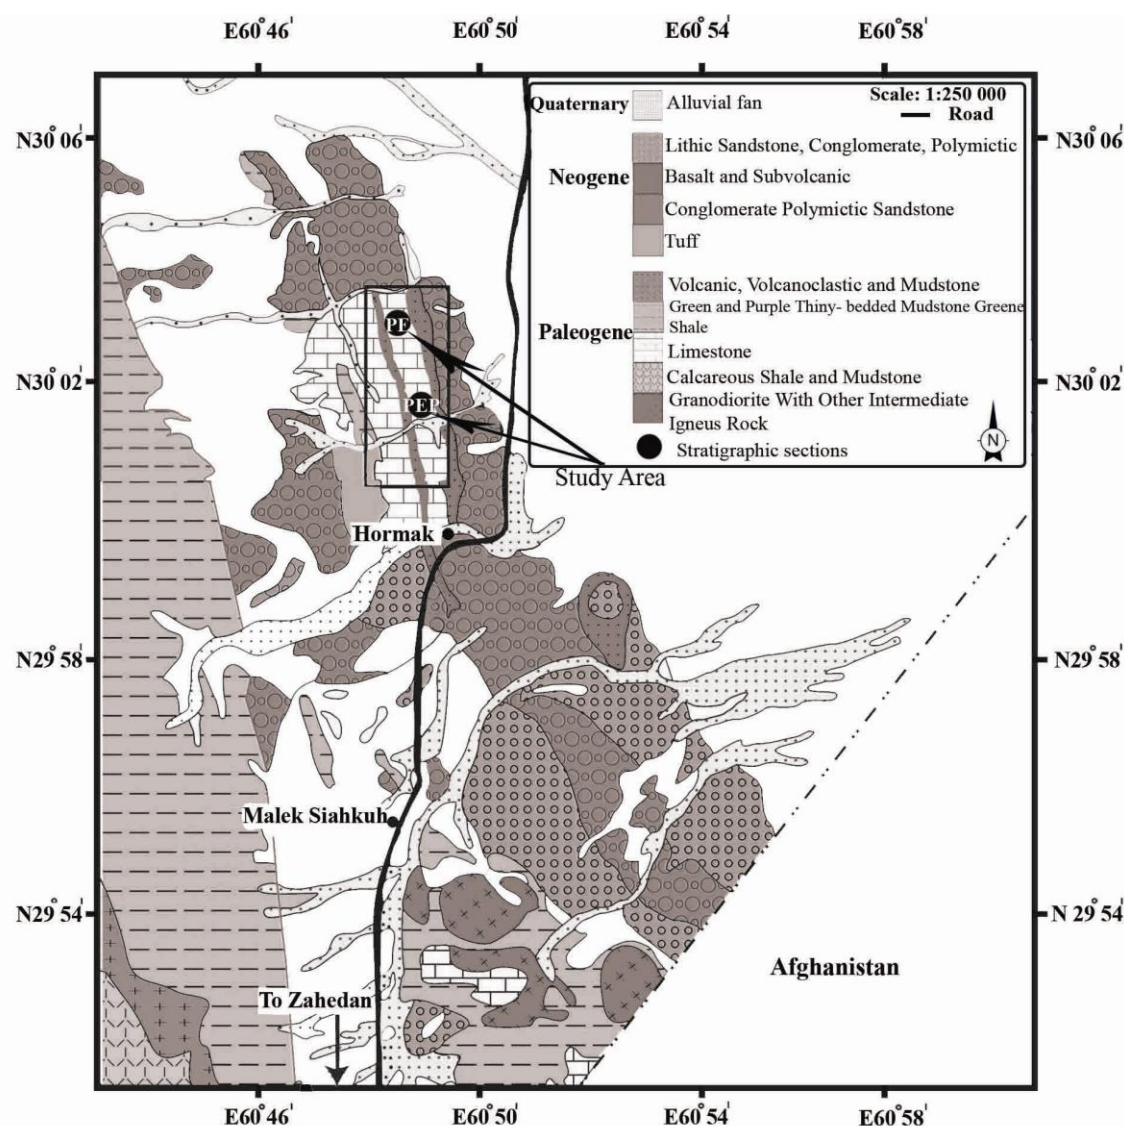 E60°46' E60°50' E60°54' E60°58'
Quaternary Alluvial fan
Scale: 1:250 000
Road
N30°06' N30°06'
Lithic Sandstone, Conglomerate, Polymictic
Neogene Basalt and Subvolcanic
Conglomerate Polymictic Sandstone
Tuff
Volcanic, Volcanoclastic and Mudstone
Green and Purple Thiny- bedded Mudstone Greene
Shale
Paleogene
Limestone
Calcareous Shale and Mudstone
Granodiorite With Other Intermediate
Igneus Rock
Stratigraphic sections
N
PF
N30°02' N30°02'
PEP
Study Area
Hormak
N29°58' N29°58'
Malek Siahkuh
N29°54' N 29°54'
Afghanistan
To Zahedan
E60°46' E60°50' E60°54' E60°58'